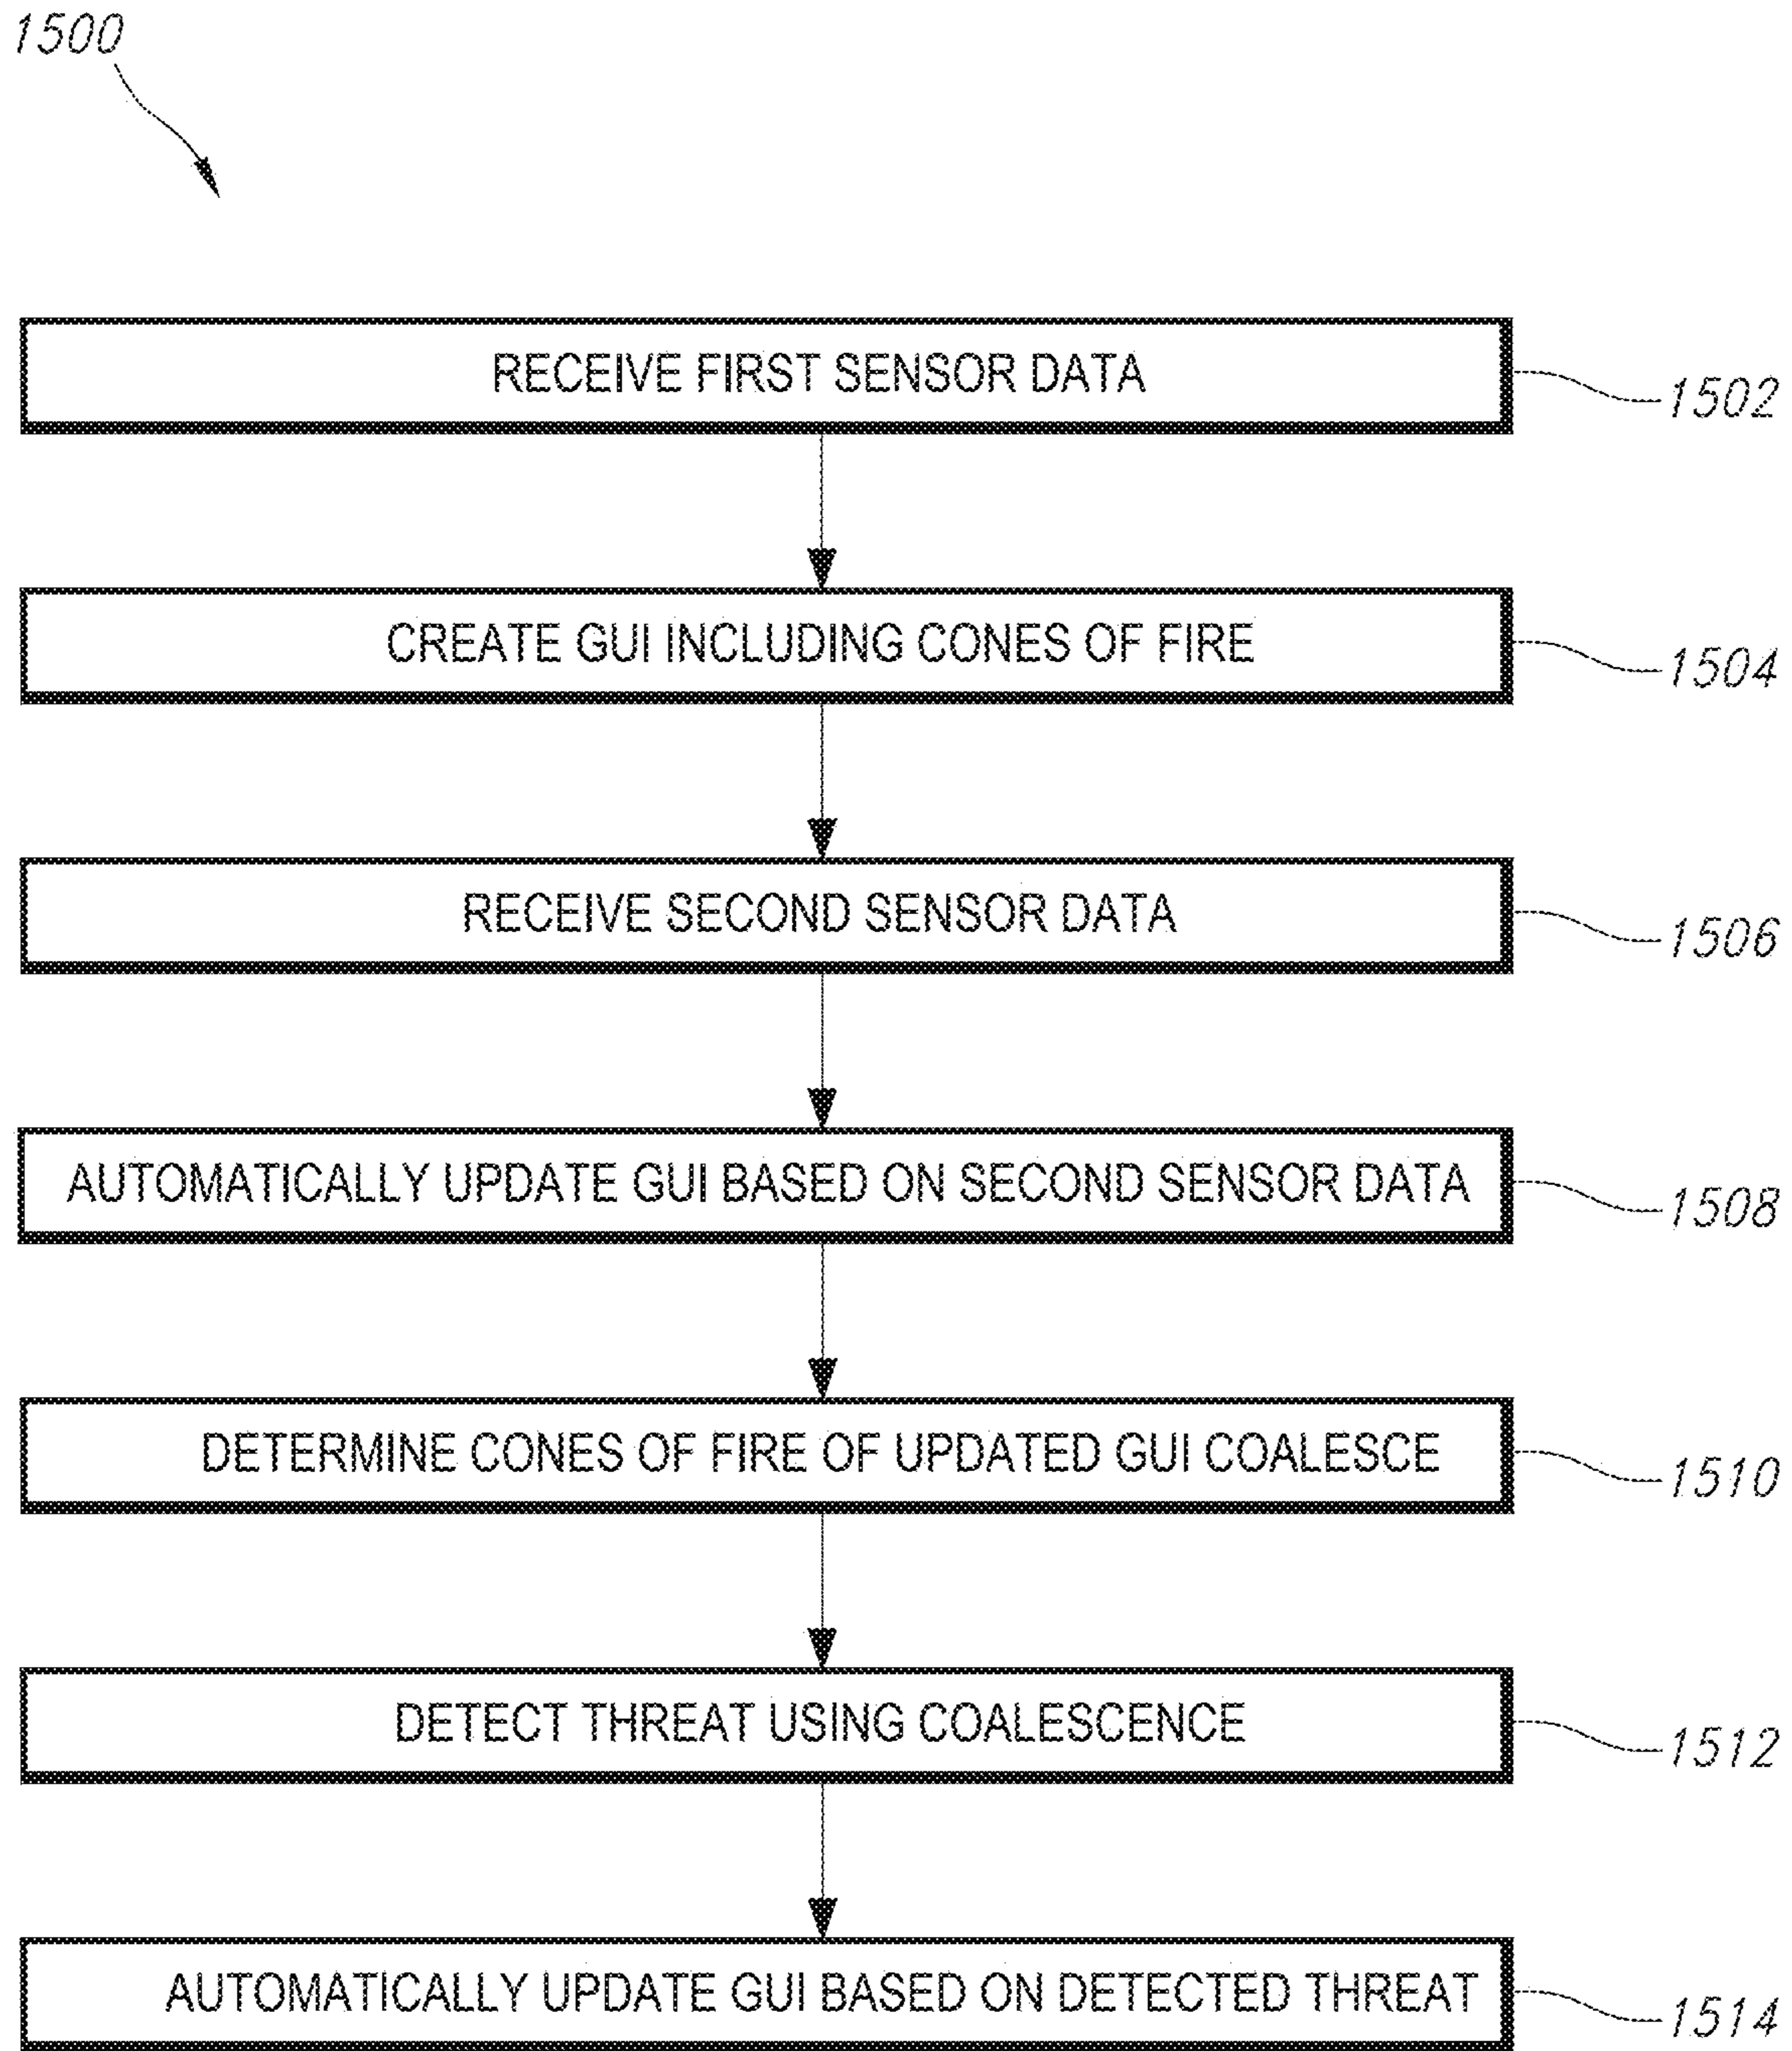 1500
RECEIVE FIRST SENSOR DATA
1502
CREATE GUI INCLUDING CONES OF FIRE
1504
RECEIVE SECOND SENSOR DATA
1506
AUTOMATICALLY UPDATE GUI BASED ON SECOND SENSOR DATA
1508
DETERMINE CONES OF FIRE OF UPDATED GUI COALESCE
1510
DETECT THREAT USING COALESCENCE
1512
AUTOMATICALLY UPDATE GUI BASED ON DETECTED THREAT
1514